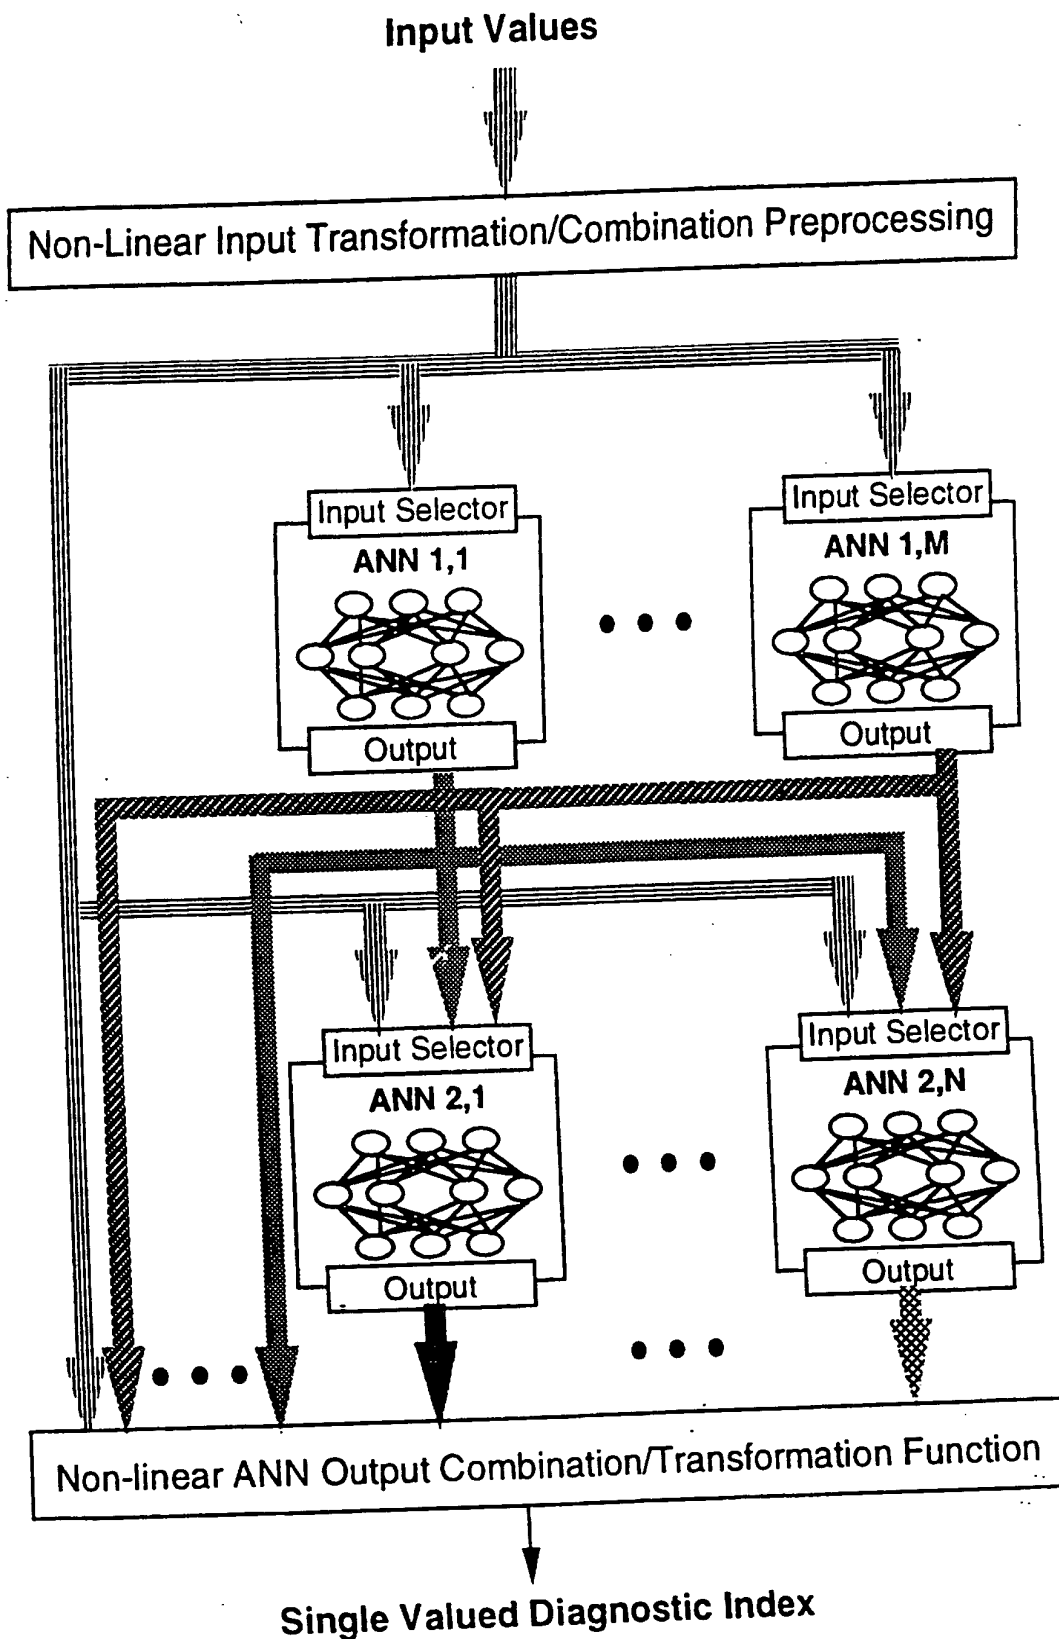 Input Values
Non-Linear Input Transformation/Combination Preprocessing
Input Selector
ANN 1,1
Output
Input Selector
ANN 1,M
Output
Input Selector
ANN 2,1
Output
Input Selector
ANN 2,N
Output
Non-linear ANN Output Combination/Transformation Function
Single Valued Diagnostic Index